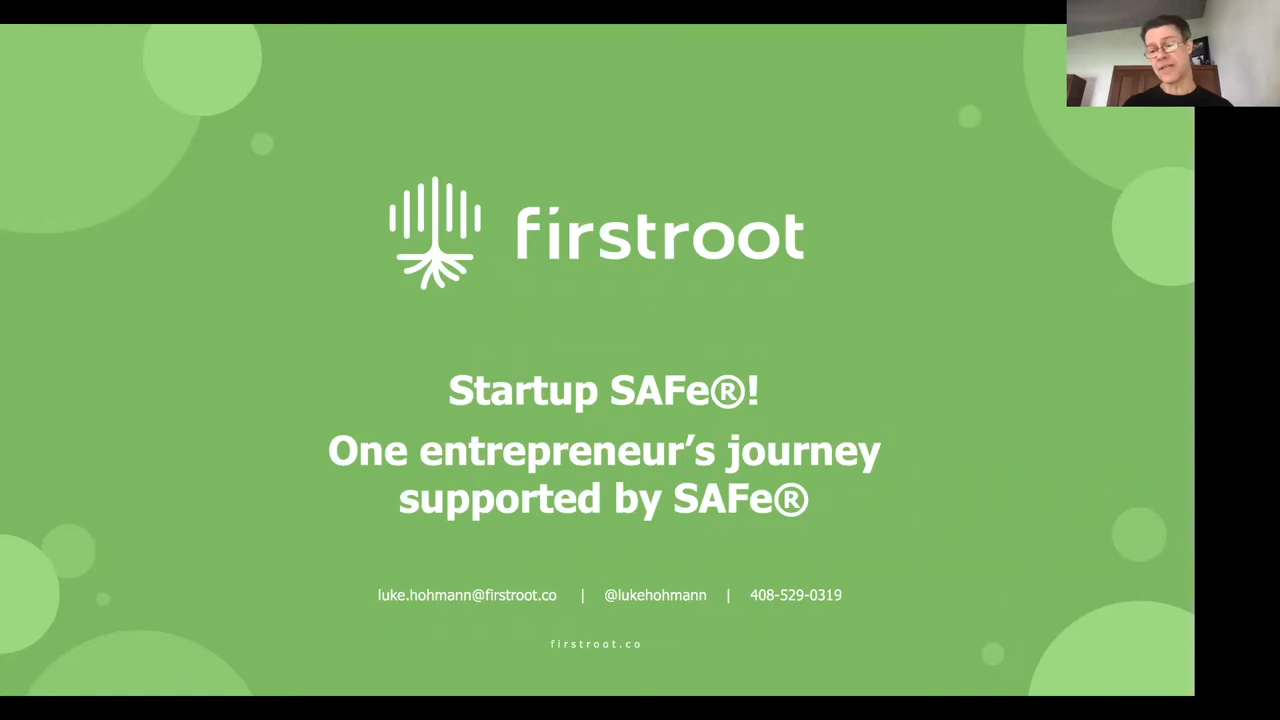 firstroot
Startup SAFe®!
One entrepreneur’s journey
supported by SAFe®
luke.hohmann@firstroot.co | @lukehohmann | 408-529-0319
firstroot.co